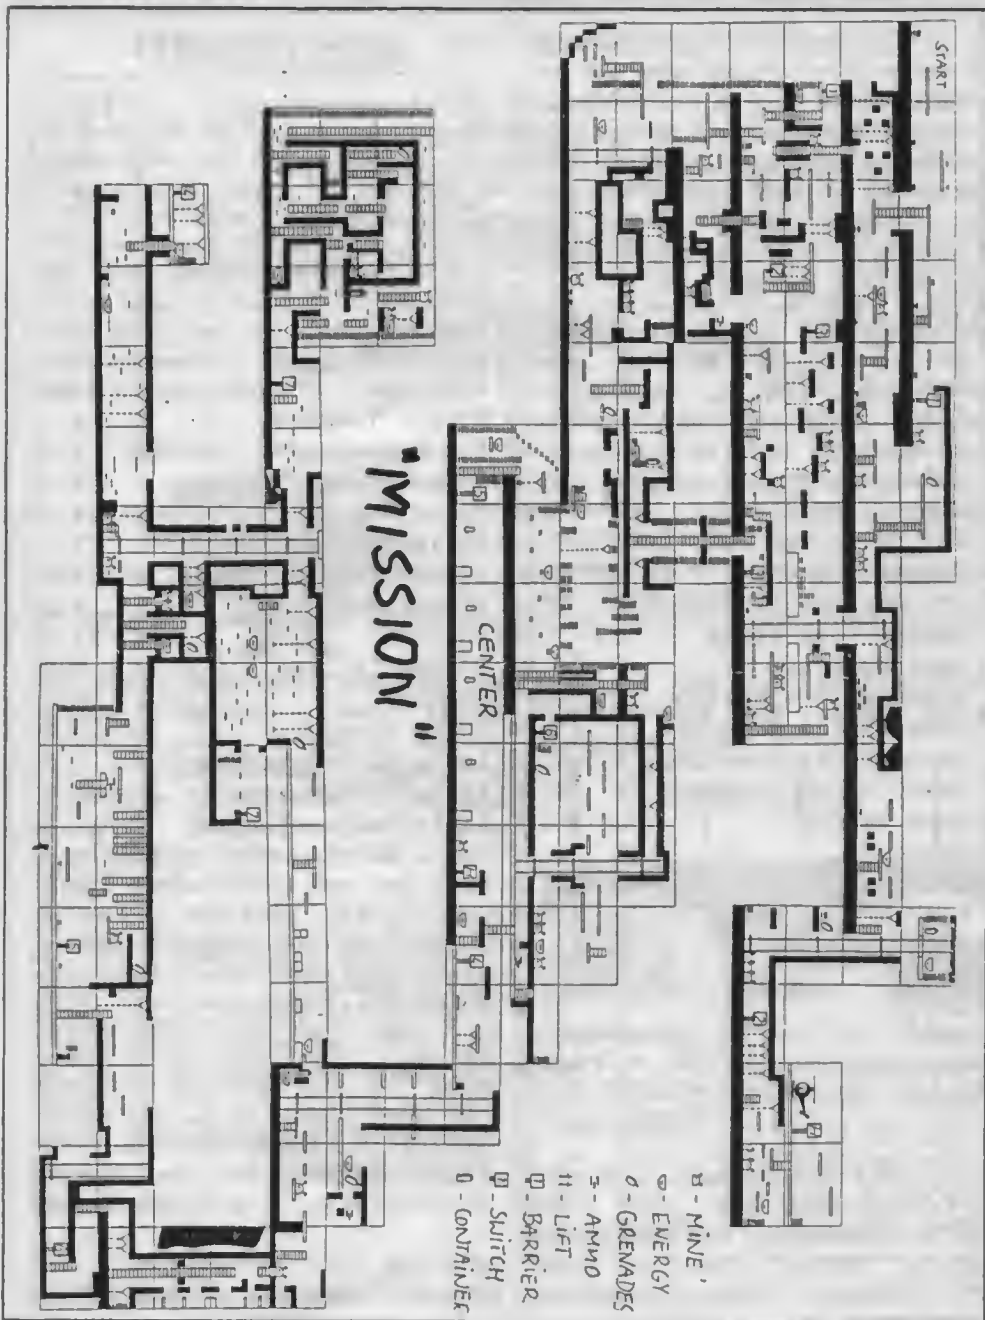 START
"MISSION"
CENTER
- MINE
- ENERGY
- GRENADES
- AMMO
- LIFT
- BARRIER
- SWITCH
- CONTAINER